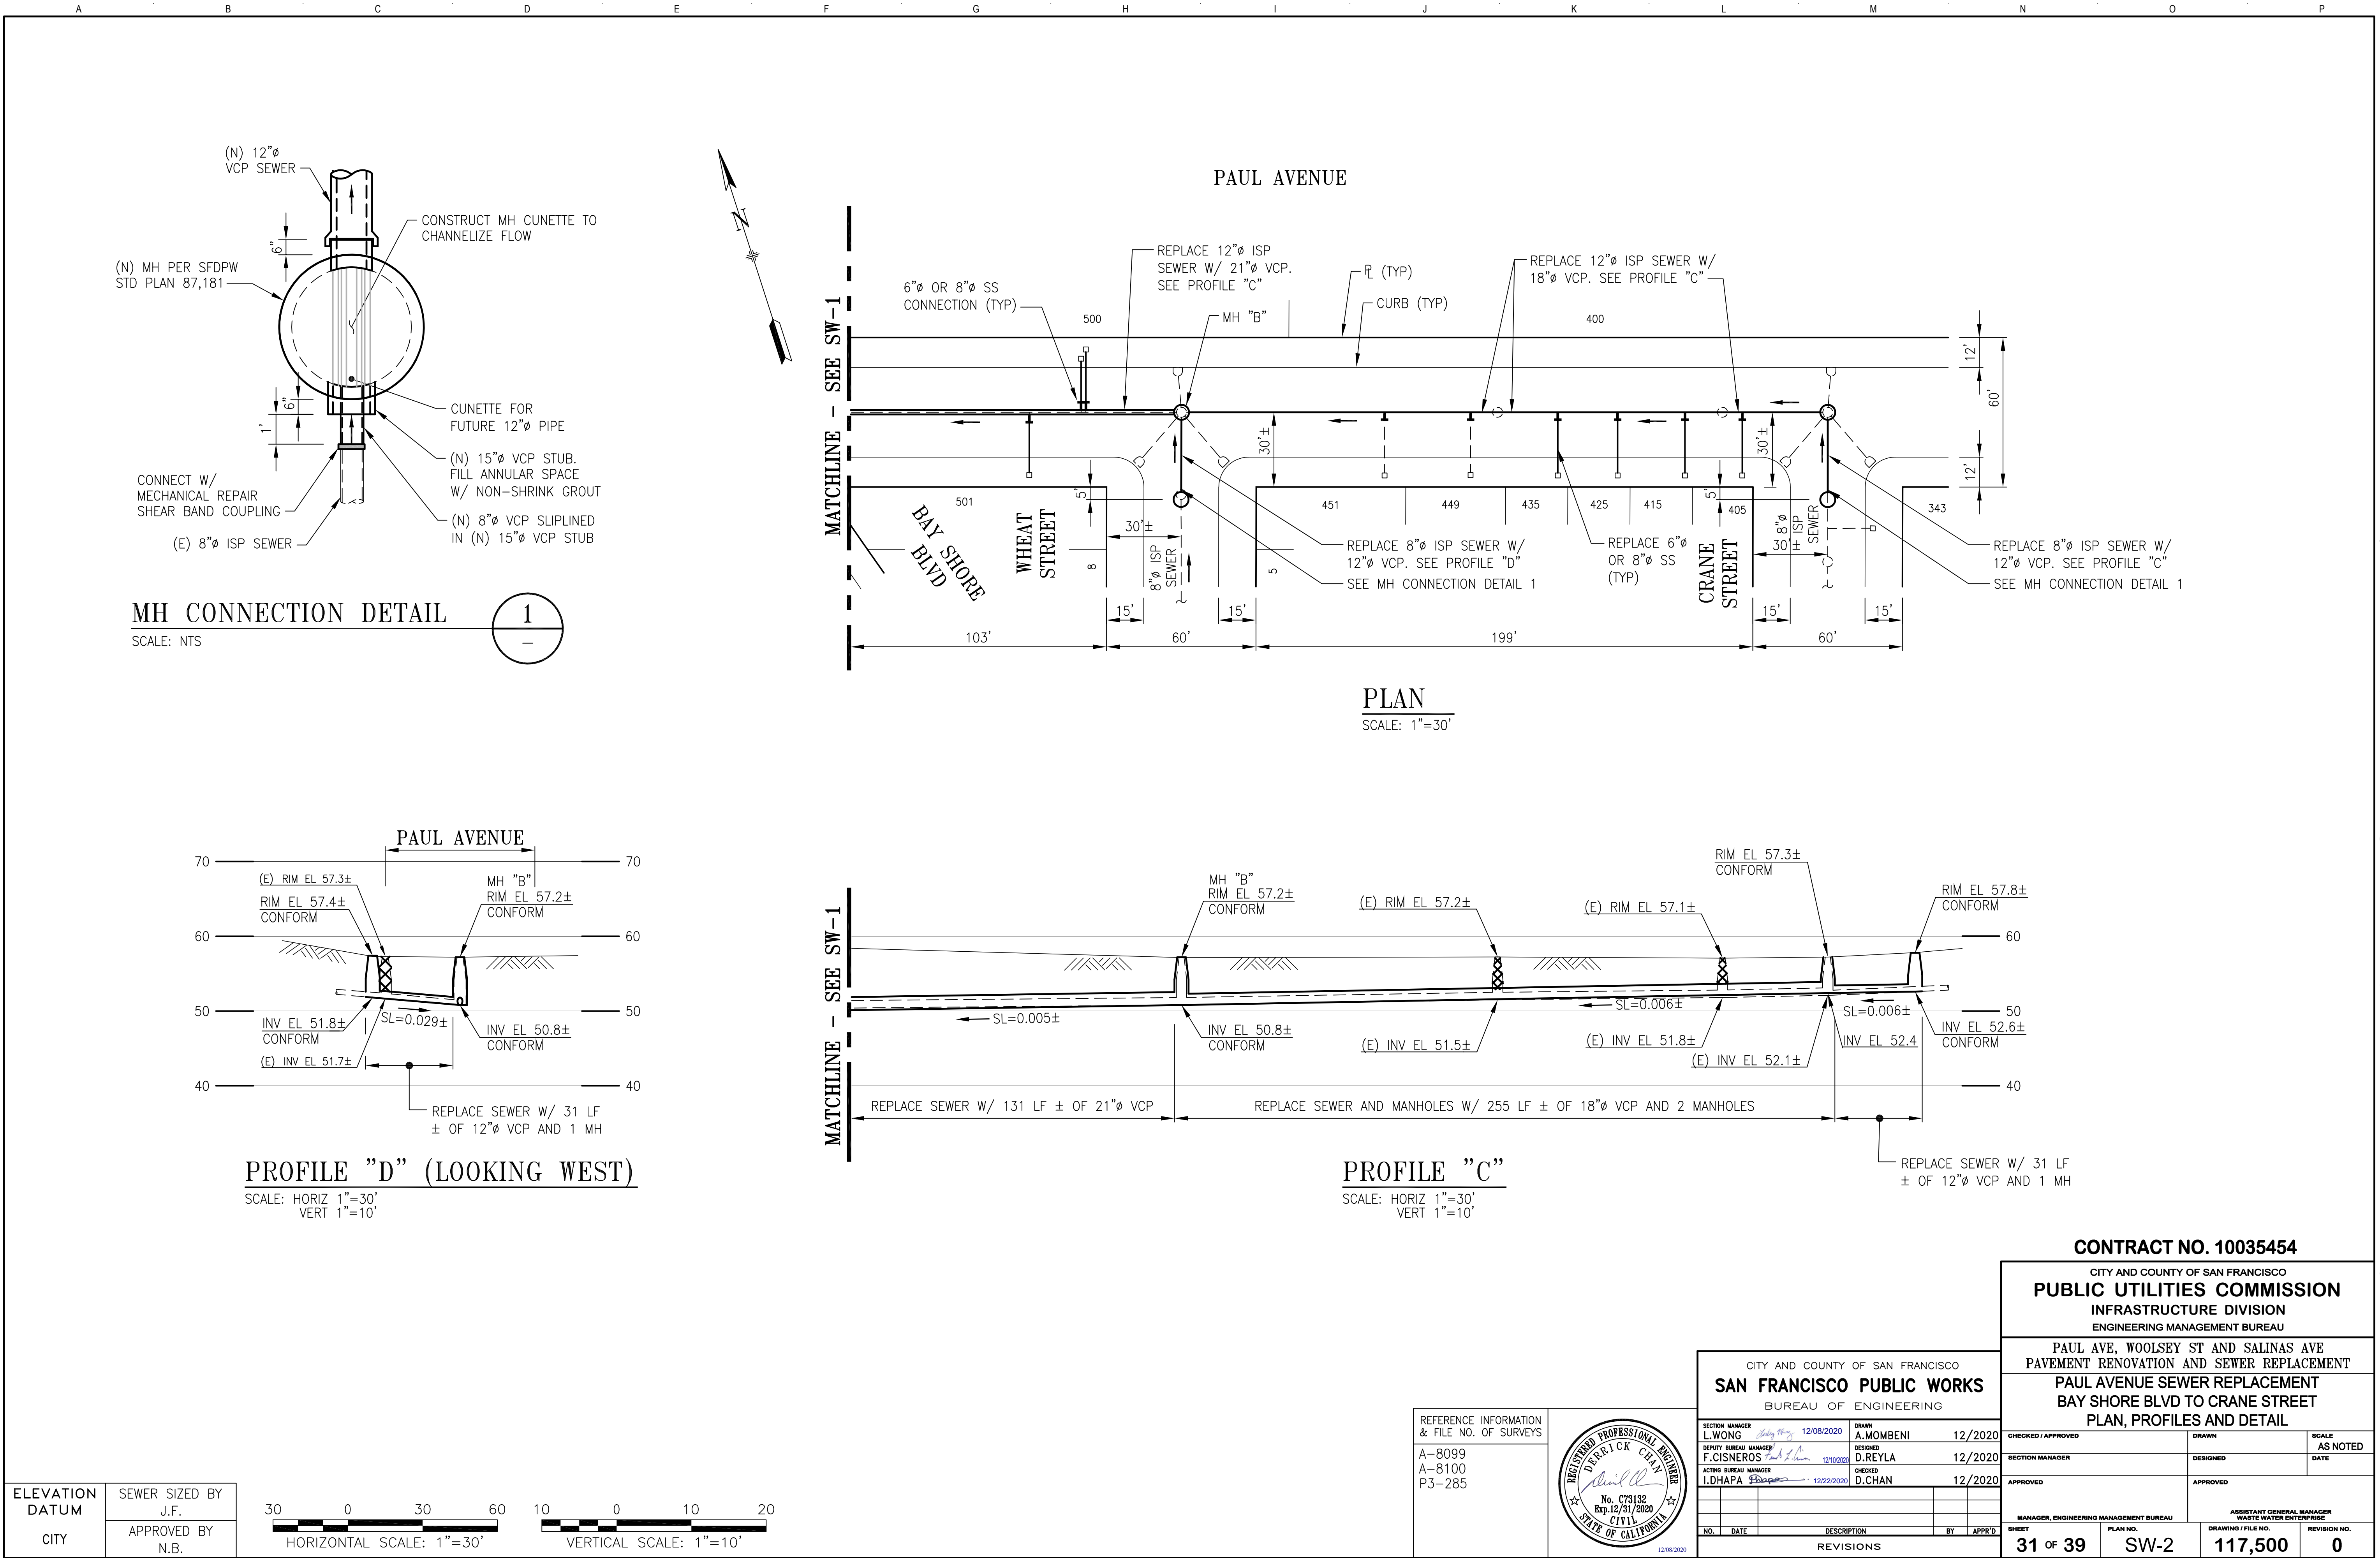 A B C D E F G H I J K L M N O P
(N) 12"ø
VCP SEWER
CONSTRUCT MH CUNETTE TO
CHANNELIZE FLOW
6"
(N) MH PER SFDPW
STD PLAN 87,181
6"
1'
CUNETTE FOR
FUTURE 12"ø PIPE
(N) 15"ø VCP STUB.
FILL ANNULAR SPACE
W/ NON-SHRINK GROUT
CONNECT W/
MECHANICAL REPAIR
SHEAR BAND COUPLING
(N) 8"ø VCP SLIPLINED
IN (N) 15"ø VCP STUB
(E) 8"ø ISP SEWER
MH CONNECTION DETAIL
1
–
SCALE: NTS
N
PAUL AVENUE
MATCHLINE - SEE SW-1
6"ø OR 8"ø SS
CONNECTION (TYP)
REPLACE 12"ø ISP
SEWER W/ 21"ø VCP.
SEE PROFILE "C"
500
MH "B"
PL (TYP)
CURB (TYP)
REPLACE 12"ø ISP SEWER W/
18"ø VCP. SEE PROFILE "C"
400
12'
60'
12'
30'±
30'±
5'
5'
501
451
449
435
425
415
405
343
BAY SHORE
BLVD
WHEAT
STREET
30'±
8
8"ø ISP
SEWER
5
REPLACE 8"ø ISP SEWER W/
12"ø VCP. SEE PROFILE "D"
SEE MH CONNECTION DETAIL 1
REPLACE 6"ø
OR 8"ø SS
(TYP)
CRANE
STREET
30'±
8"ø
ISP
SEWER
REPLACE 8"ø ISP SEWER W/
12"ø VCP. SEE PROFILE "C"
SEE MH CONNECTION DETAIL 1
15'
15'
15'
15'
103'
60'
199'
60'
PLAN
SCALE: 1"=30'
PAUL AVENUE
70
70
(E) RIM EL 57.3±
RIM EL 57.4±
CONFORM
MH "B"
RIM EL 57.2±
CONFORM
60
60
50
50
INV EL 51.8±
CONFORM
SL=0.029±
INV EL 50.8±
CONFORM
(E) INV EL 51.7±
40
40
REPLACE SEWER W/ 31 LF
± OF 12"ø VCP AND 1 MH
PROFILE "D" (LOOKING WEST)
SCALE: HORIZ 1"=30'
VERT 1"=10'
MATCHLINE - SEE SW-1
MH "B"
RIM EL 57.2±
CONFORM
(E) RIM EL 57.2±
(E) RIM EL 57.1±
RIM EL 57.3±
CONFORM
RIM EL 57.8±
CONFORM
60
50
40
SL=0.005±
INV EL 50.8±
CONFORM
(E) INV EL 51.5±
SL=0.006±
(E) INV EL 51.8±
(E) INV EL 52.1±
SL=0.006±
INV EL 52.4
INV EL 52.6±
CONFORM
REPLACE SEWER W/ 131 LF ± OF 21"ø VCP
REPLACE SEWER AND MANHOLES W/ 255 LF ± OF 18"ø VCP AND 2 MANHOLES
REPLACE SEWER W/ 31 LF
± OF 12"ø VCP AND 1 MH
PROFILE "C"
SCALE: HORIZ 1"=30'
VERT 1"=10'
CONTRACT NO. 10035454
CITY AND COUNTY OF SAN FRANCISCO
PUBLIC UTILITIES COMMISSION
INFRASTRUCTURE DIVISION
ENGINEERING MANAGEMENT BUREAU
PAUL AVE, WOOLSEY ST AND SALINAS AVE
PAVEMENT RENOVATION AND SEWER REPLACEMENT
PAUL AVENUE SEWER REPLACEMENT
BAY SHORE BLVD TO CRANE STREET
PLAN, PROFILES AND DETAIL
CHECKED / APPROVED
DRAWN
SCALE
AS NOTED
SECTION MANAGER
DESIGNED
DATE
APPROVED
APPROVED
MANAGER, ENGINEERING MANAGEMENT BUREAU
ASSISTANT GENERAL MANAGER
WASTE WATER ENTERPRISE
SHEET
31 OF 39
PLAN NO.
SW-2
DRAWING / FILE NO.
117,500
REVISION NO.
0
CITY AND COUNTY OF SAN FRANCISCO
SAN FRANCISCO PUBLIC WORKS
BUREAU OF ENGINEERING
SECTION MANAGER
L.WONG 12/08/2020
DRAWN
A.MOMBENI 12/2020
DEPUTY BUREAU MANAGER
F.CISNEROS 12/10/2020
DESIGNED
D.REYLA 12/2020
ACTING BUREAU MANAGER
I.DHAPA 12/22/2020
CHECKED
D.CHAN 12/2020
NO. DATE DESCRIPTION BY APPR'D
REVISIONS
REFERENCE INFORMATION
& FILE NO. OF SURVEYS
A-8099
A-8100
P3-285
REGISTERED PROFESSIONAL ENGINEER
DERRICK CHAN
No. C73132
Exp.12/31/2020
CIVIL
STATE OF CALIFORNIA
12/08/2020
ELEVATION
DATUM
CITY
SEWER SIZED BY
J.F.
APPROVED BY
N.B.
30 0 30 60
HORIZONTAL SCALE: 1"=30'
10 0 10 20
VERTICAL SCALE: 1"=10'